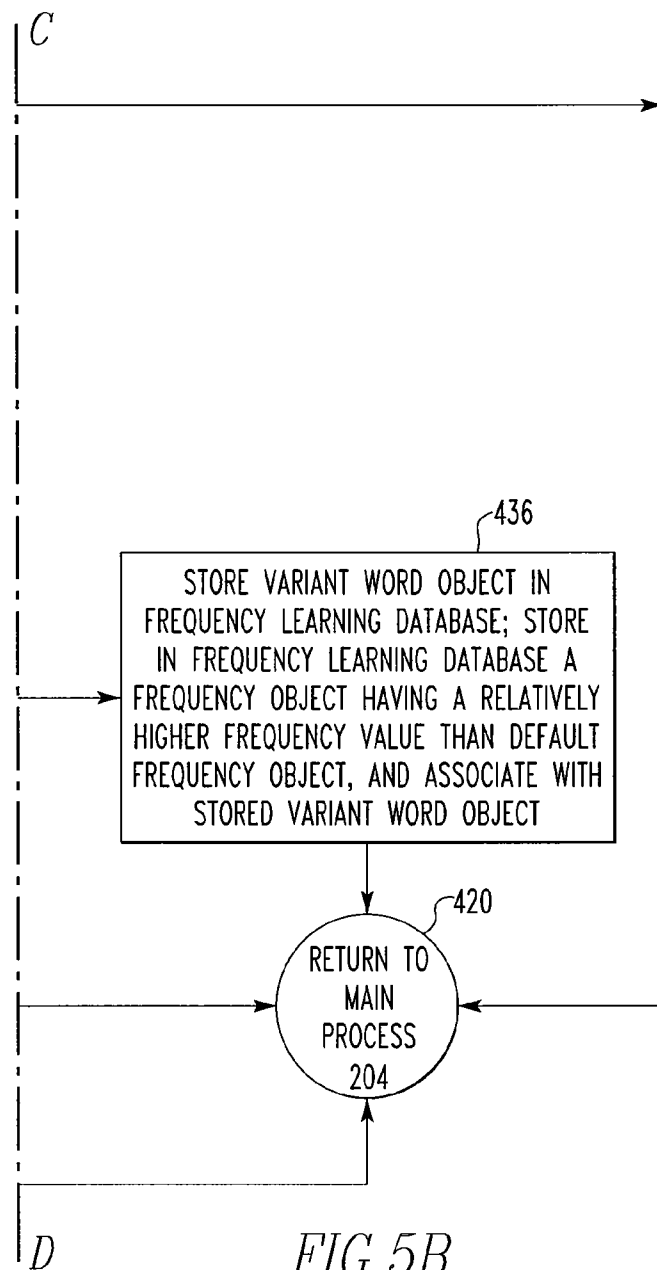 C
436
STORE VARIANT WORD OBJECT IN
FREQUENCY LEARNING DATABASE; STORE
IN FREQUENCY LEARNING DATABASE A
FREQUENCY OBJECT HAVING A RELATIVELY
HIGHER FREQUENCY VALUE THAN DEFAULT
FREQUENCY OBJECT, AND ASSOCIATE WITH
STORED VARIANT WORD OBJECT
420
RETURN TO
MAIN
PROCESS
204
D
FIG. 5B